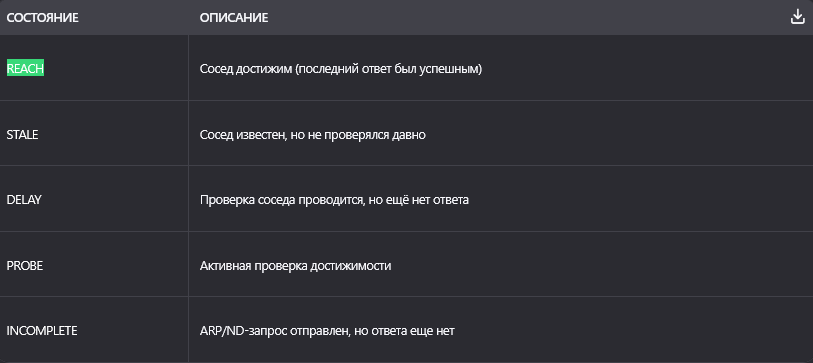 СОСТОЯНИЕ ОПИСАНИЕ
REACH Сосед достижим (последний ответ был успешным)
STALE Сосед известен, но не проверялся давно
DELAY Проверка соседа проводится, но ещё нет ответа
PROBE Активная проверка достижимости
INCOMPLETE ARP/ND-запрос отправлен, но ответа еще нет